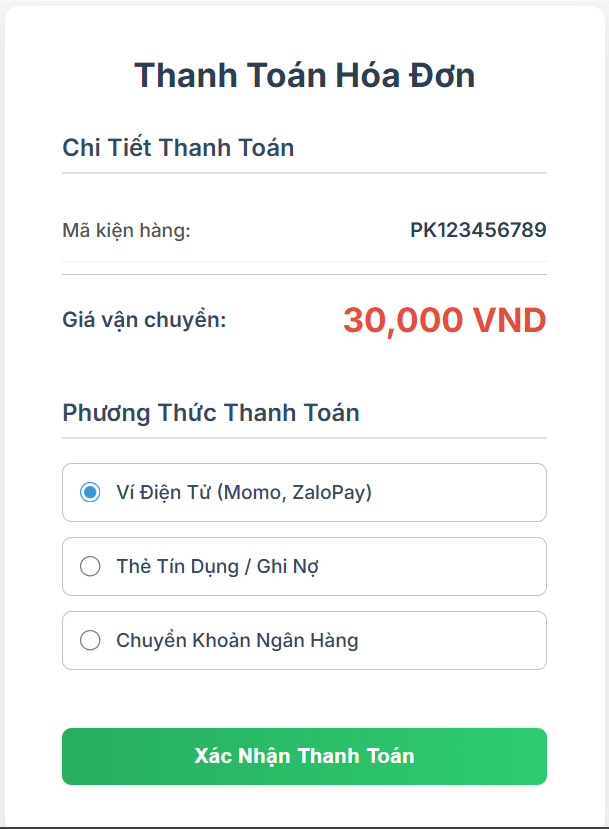 Thanh Toán Hóa Đơn
Chi Tiết Thanh Toán
Mã kiện hàng: PK123456789
Giá vận chuyển: 30,000 VND
Phương Thức Thanh Toán
Ví Điện Tử (Momo, ZaloPay)
Thẻ Tín Dụng / Ghi Nợ
Chuyển Khoản Ngân Hàng
Xác Nhận Thanh Toán